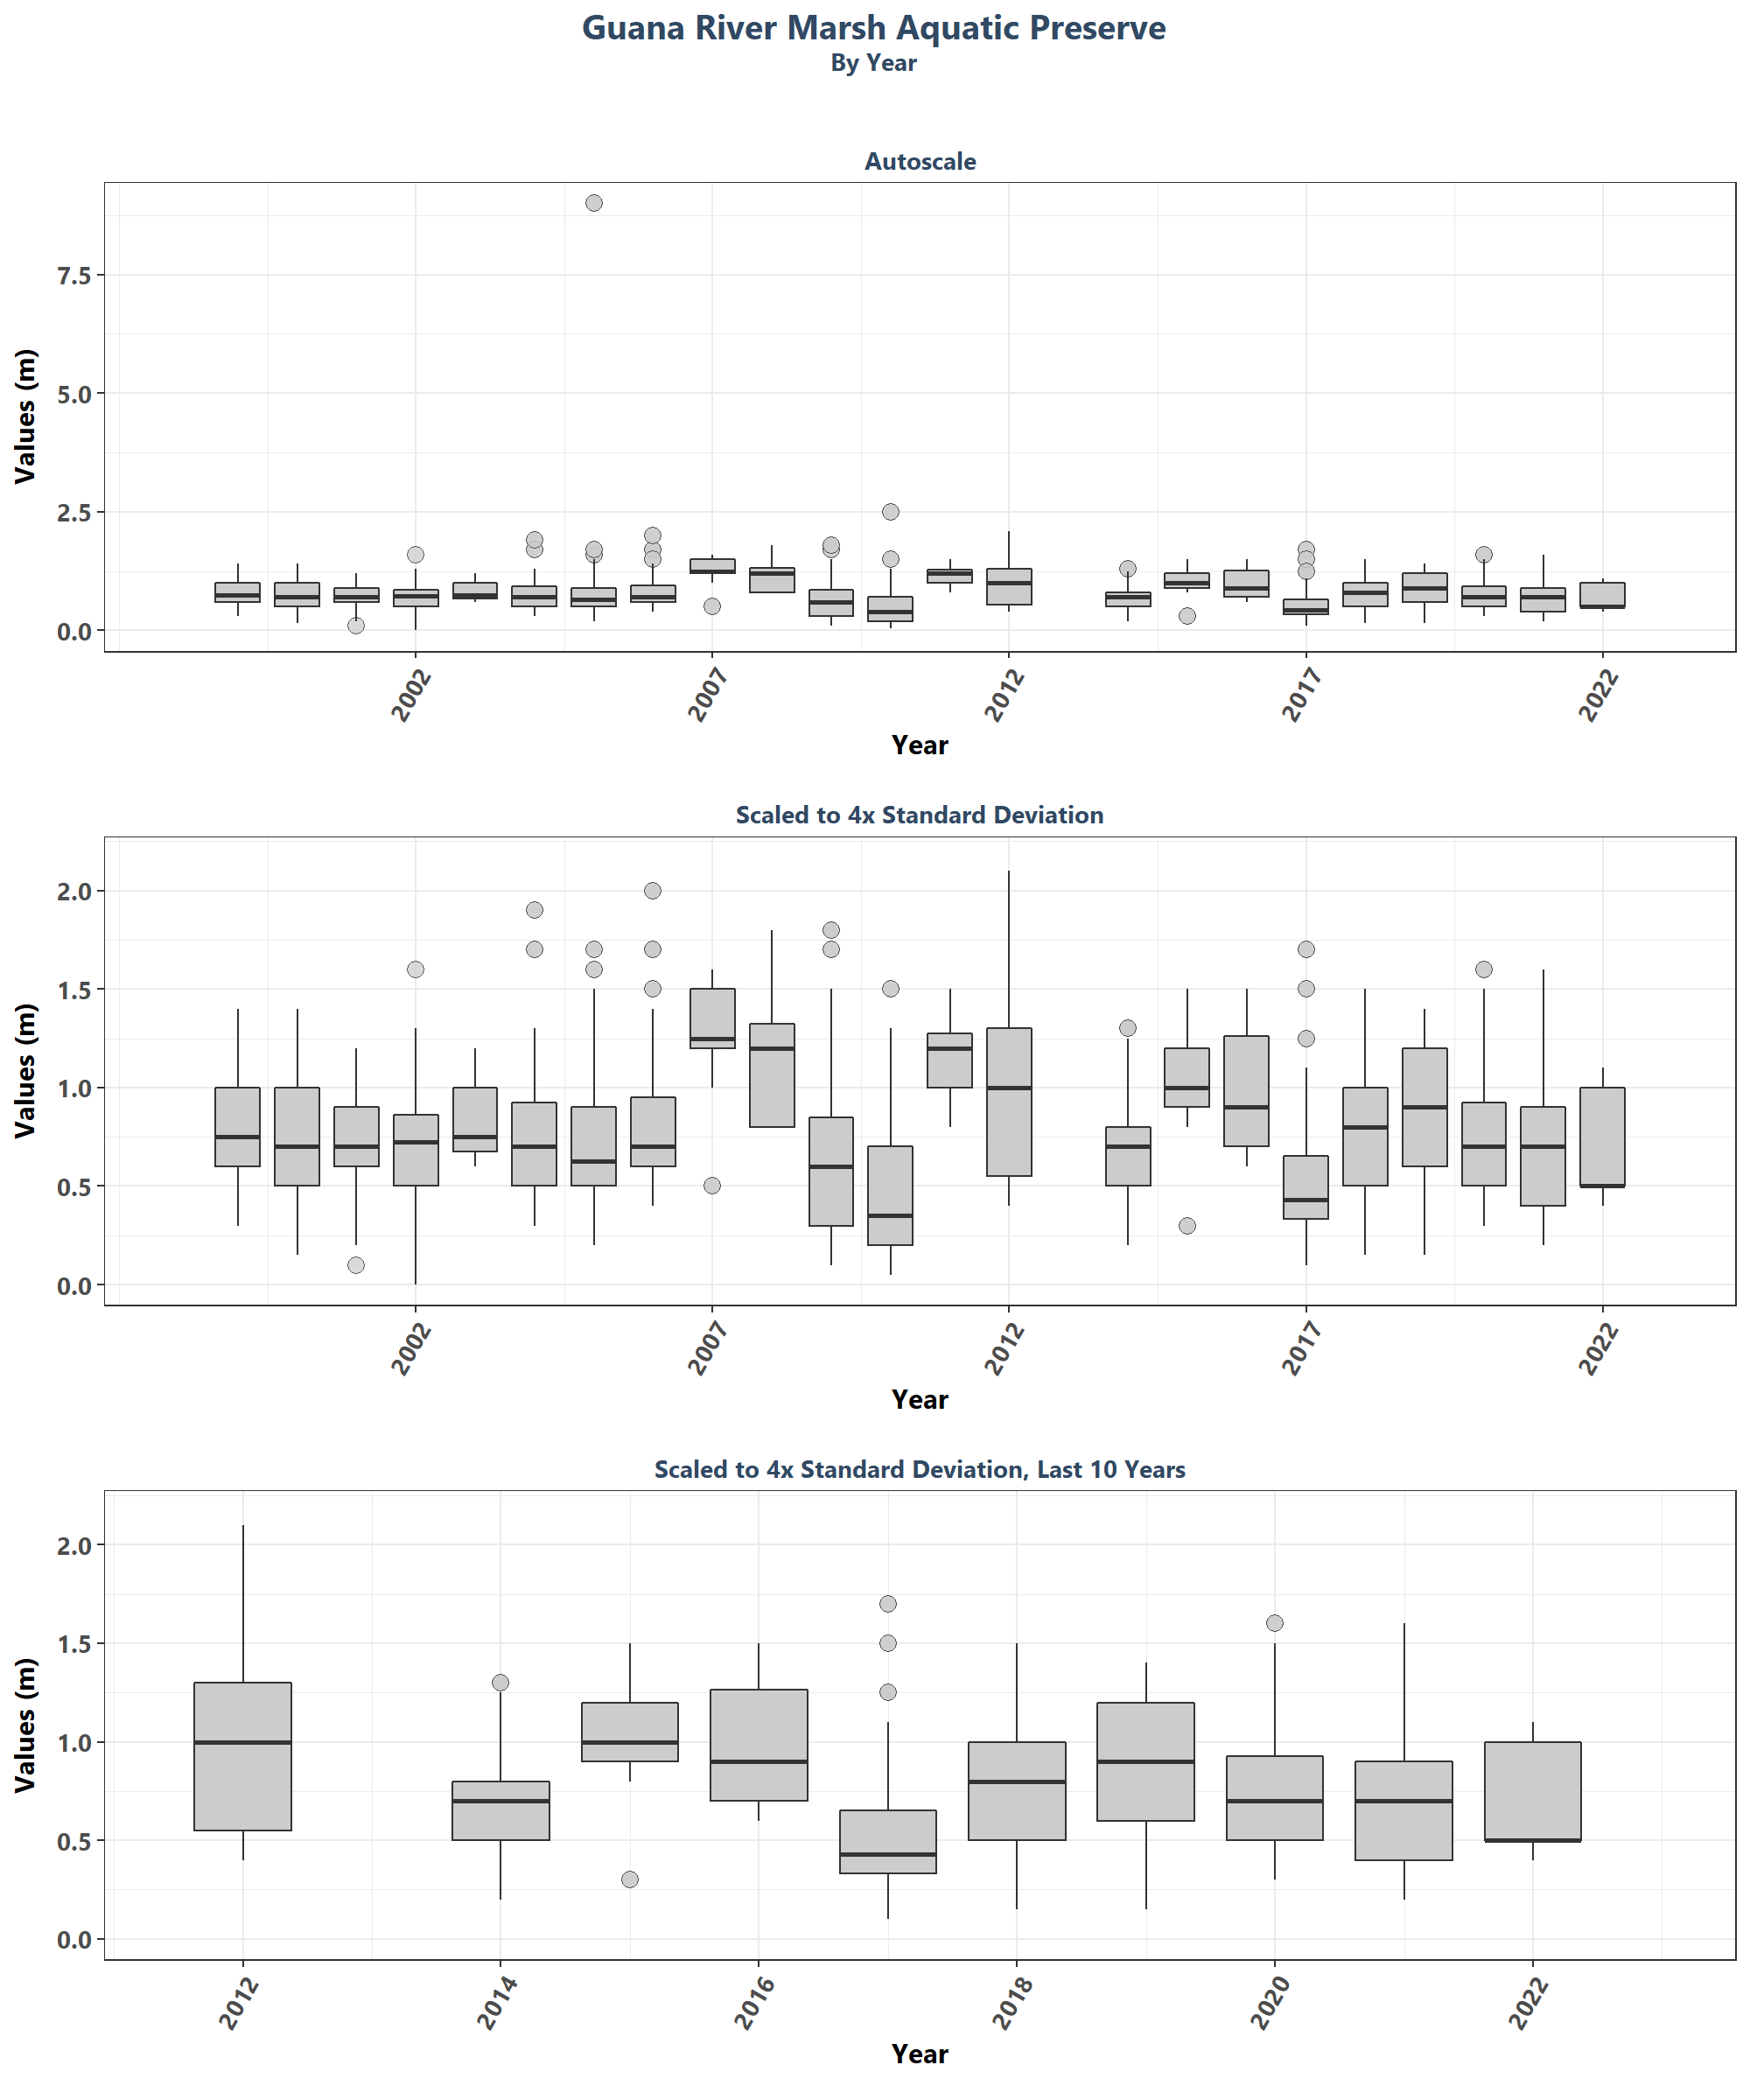 Guana River Marsh Aquatic Preserve
By Year
Autoscale
Values (m)
7.5
5.0
2.5
0.0
2002 2007 2012 2017 2022
Year
Scaled to 4x Standard Deviation
Values (m)
2.0
1.5
1.0
0.5
0.0
2002 2007 2012 2017 2022
Year
Scaled to 4x Standard Deviation, Last 10 Years
Values (m)
2.0
1.5
1.0
0.5
0.0
2012 2014 2016 2018 2020 2022
Year